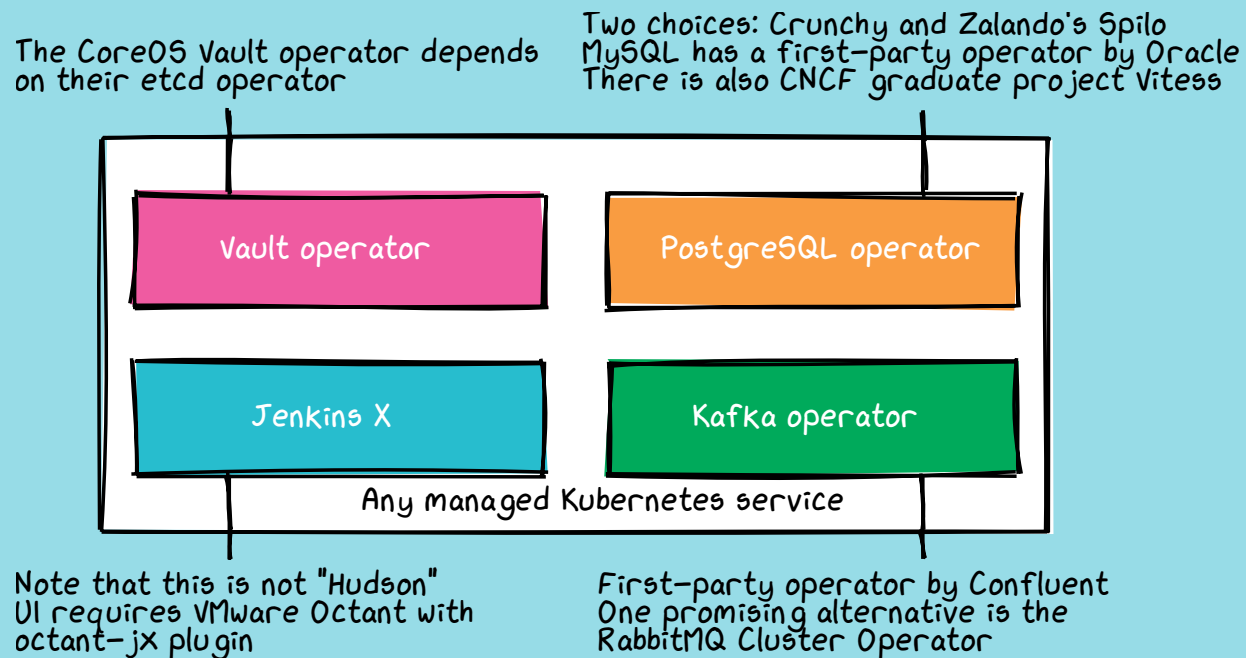 The CoreOS Vault operator depends
on their etcd operator
Two choices: Crunchy and Zalando's Spilo
MySQL has a first-party operator by Oracle
There is also CNCF graduate project Vitess
Vault operator
PostgreSQL operator
Jenkins X
Kafka operator
Any managed Kubernetes service
Note that this is not "Hudson"
UI requires VMware Octant with
octant-jx plugin
First-party operator by Confluent
One promising alternative is the
RabbitMQ Cluster Operator